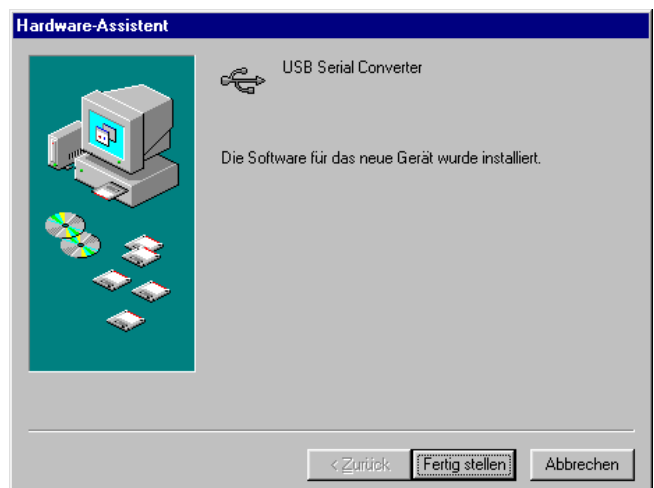 Hardware-Assistent
USB Serial Converter
Die Software für das neue Gerät wurde installiert.
< Zurück Fertig stellen Abbrechen